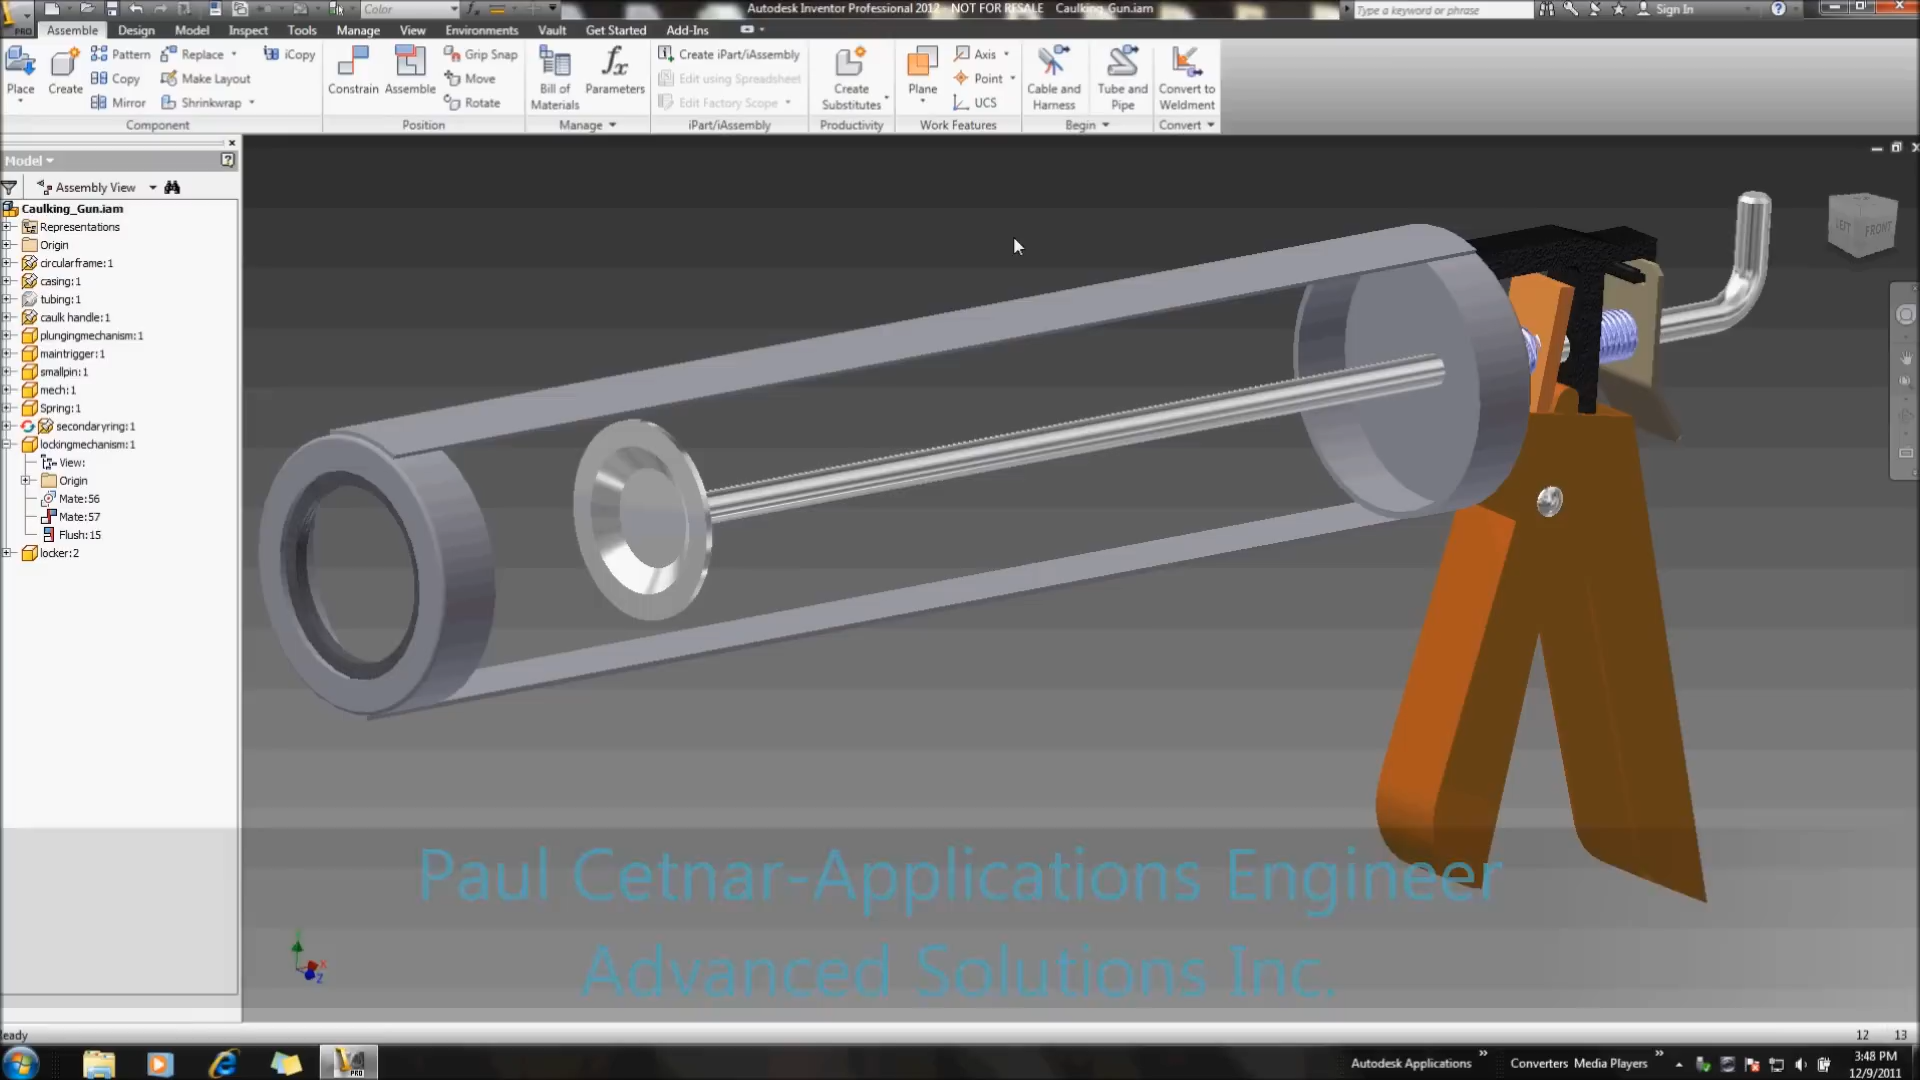 Color
Autodesk Inventor Professional 2012 - NOT FOR RESALE Caulking_Gun.iam
Type a keyword or phrase
Sign In
PRO
Assemble Design Model Inspect Tools Manage View Environments Vault Get Started Add-Ins
Place
Create
Pattern
Copy
Mirror
Replace
Make Layout
Shrinkwrap
iCopy
Component
Constrain
Assemble
Grip Snap
Move
Rotate
Position
Bill of Materials
Parameters
Manage
Create iPart/iAssembly
Edit using Spreadsheet
Edit Factory Scope
iPart/iAssembly
Create Substitutes
Productivity
Plane
Axis
Point
UCS
Work Features
Cable and Harness
Tube and Pipe
Begin
Convert to Weldment
Convert
Model
Assembly View
Caulking_Gun.iam
Representations
Origin
circularframe:1
casing:1
tubing:1
caulk handle:1
plungingmechanism:1
maintrigger:1
smallpin:1
mech:1
Spring:1
secondaryring:1
lockingmechanism:1
View:
Origin
Mate:56
Mate:57
Flush:15
locker:2
LEFT FRONT
X
Z
Paul Cetnar-Applications Engineer
Advanced Solutions Inc.
eady
12 13
PRO
Autodesk Applications
Converters Media Players
3:48 PM
12/9/2011